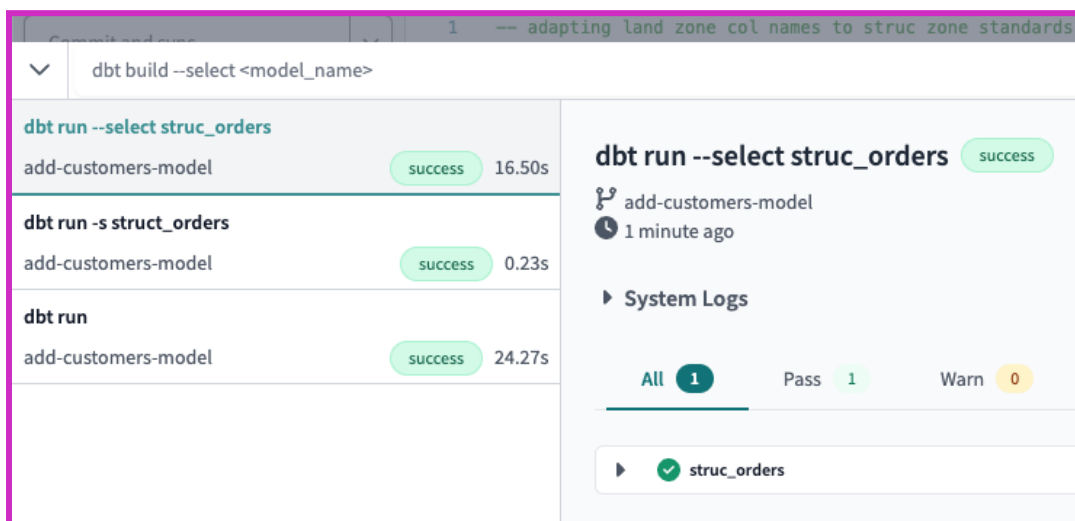 Commit and sync
1 -- adapting land zone col names to struc zone standards
dbt build --select <model_name>
dbt run --select struc_orders
add-customers-model success 16.50s
dbt run -s struct_orders
add-customers-model success 0.23s
dbt run
add-customers-model success 24.27s
dbt run --select struc_orders success
add-customers-model
1 minute ago
System Logs
All 1 Pass 1 Warn 0
struc_orders